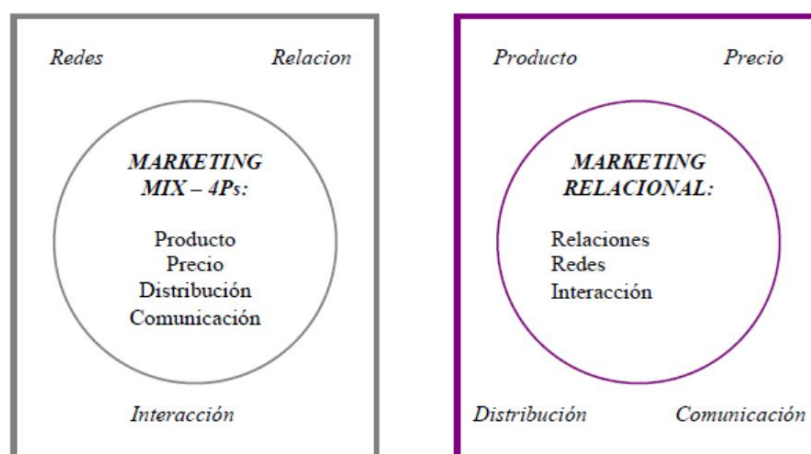 Redes Relacion
MARKETING
MIX – 4Ps:
Producto
Precio
Distribución
Comunicación
Interacción
Producto Precio
MARKETING
RELACIONAL:
Relaciones
Redes
Interacción
Distribución Comunicación